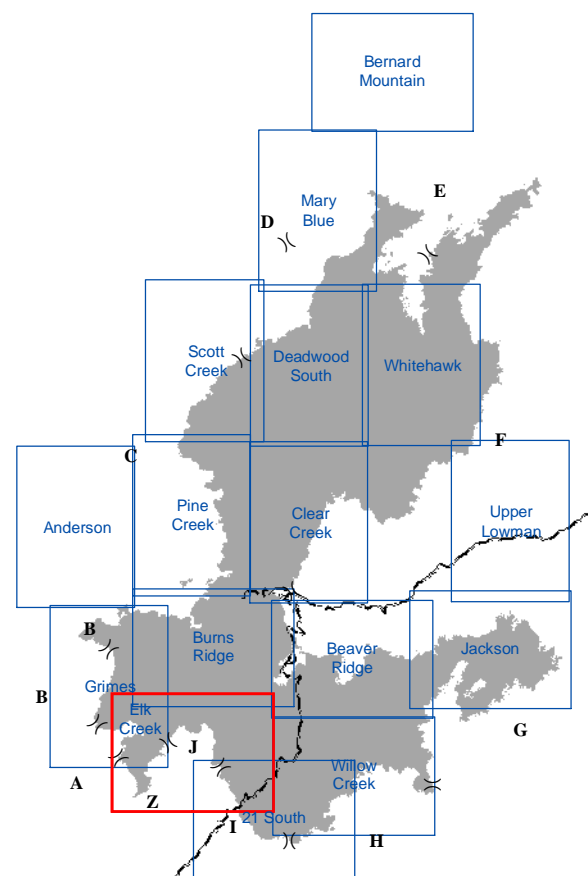 Bernard
Mountain
E
Mary
Blue
D
Scott
Creek
Deadwood
South
Whitehawk
F
C
Pine
Creek
Clear
Creek
Upper
Lowman
Anderson
B
Burns
Ridge
Beaver
Ridge
Jackson
B
Grimes
Elk
Creek
G
J
A
Z
Willow
Creek
I
21 South
H